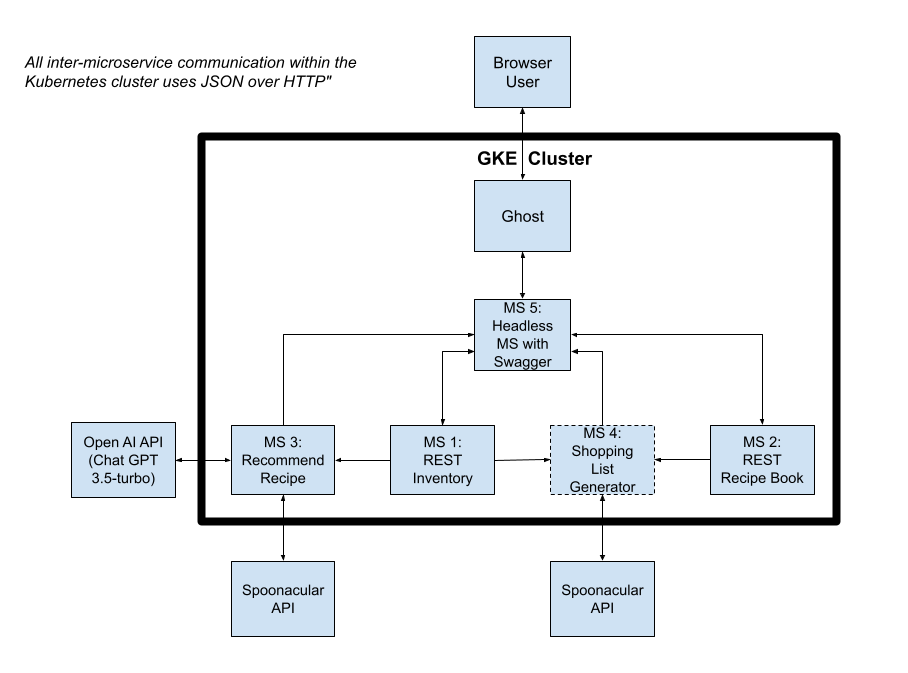 All inter-microservice communication within the
Kubernetes cluster uses JSON over HTTP"
Browser
User
GKE Cluster
Ghost
MS 5:
Headless
MS with
Swagger
Open AI API
(Chat GPT
3.5-turbo)
MS 3:
Recommend
Recipe
MS 1:
REST
Inventory
MS 4:
Shopping
List
Generator
MS 2:
REST
Recipe Book
Spoonacular
API
Spoonacular
API